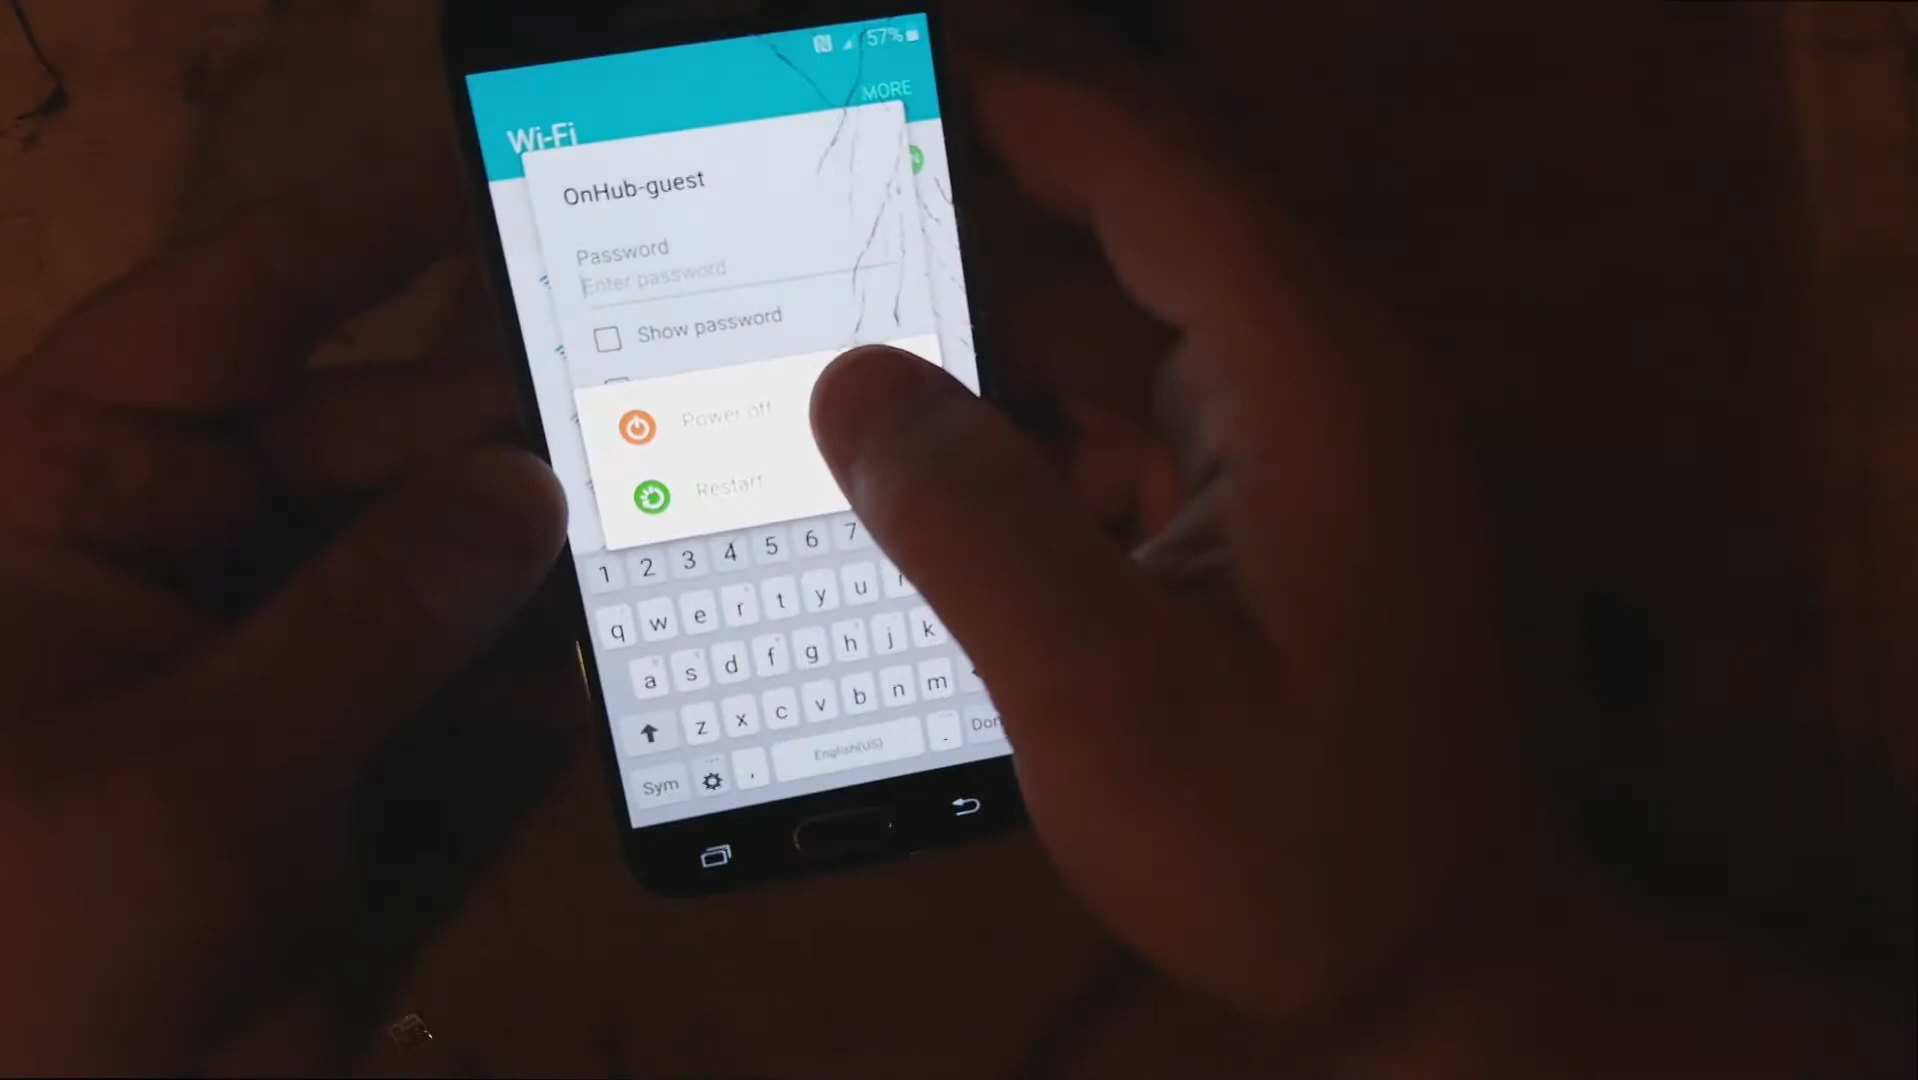 57%
MORE
Wi-Fi
OnHub-guest
Password
Enter password
Show password
Power off
Restart
1 2 3 4 5 6 7
q w e r t y u
a s d f g h j k
z x c v b n m
Sym , English(US) .